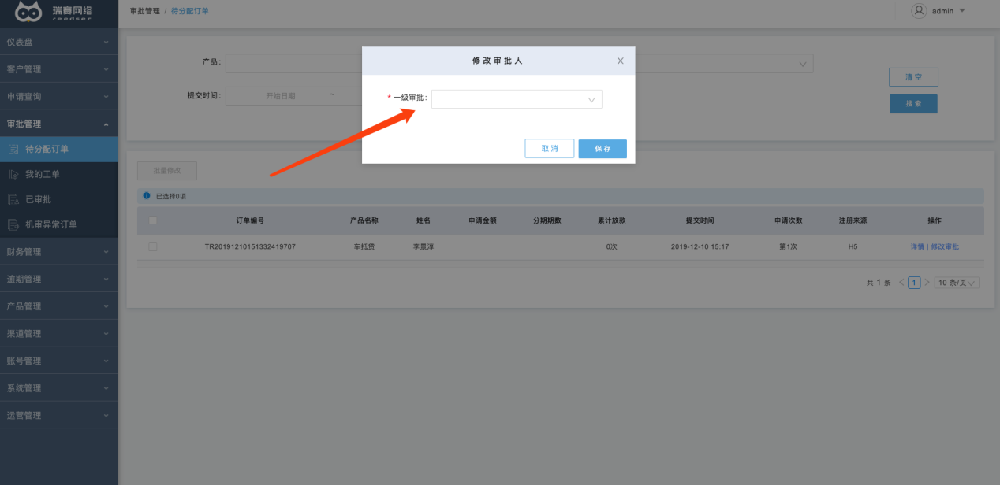 瑞赛网络
reedsec
审批管理 / 待分配订单
admin
仪表盘
客户管理
申请查询
审批管理
待分配订单
我的工单
已审批
机审异常订单
财务管理
逾期管理
产品管理
渠道管理
账号管理
系统管理
运营管理
产品:
提交时间: 开始日期 ~
清 空
搜 索
修改审批人
* 一级审批:
取 消 保 存
批量修改
已选择0项
订单编号 产品名称 姓名 申请金额 分期期数 累计放款 提交时间 申请次数 注册来源 操作
TR20191210151332419707 车抵贷 李景淳 0次 2019-12-10 15:17 第1次 H5 详情 | 修改审批
共 1 条 < 1 > 10 条/页